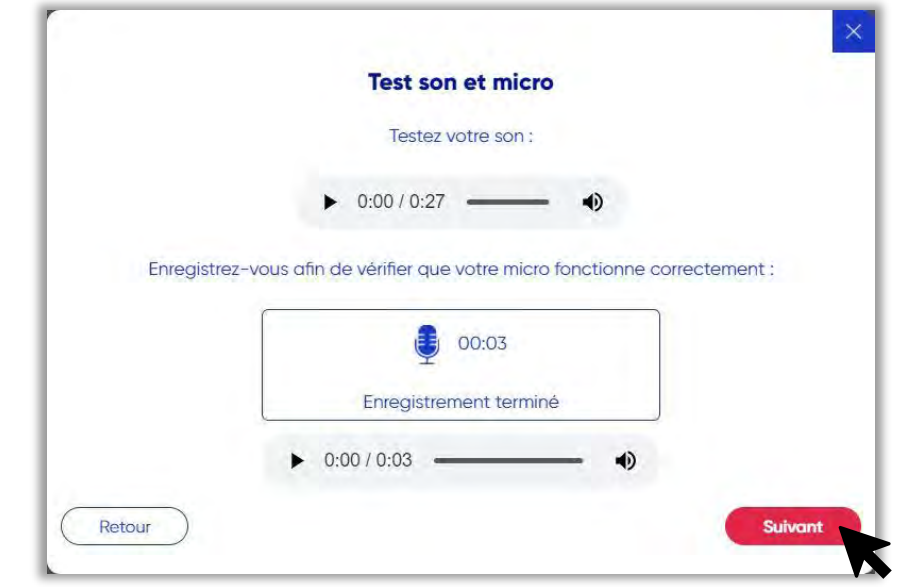 Test son et micro
Testez votre son :
0:00 / 0:27
Enregistrez-vous afin de vérifier que votre micro fonctionne correctement :
00:03
Enregistrement terminé
0:00 / 0:03
Retour
Suivant